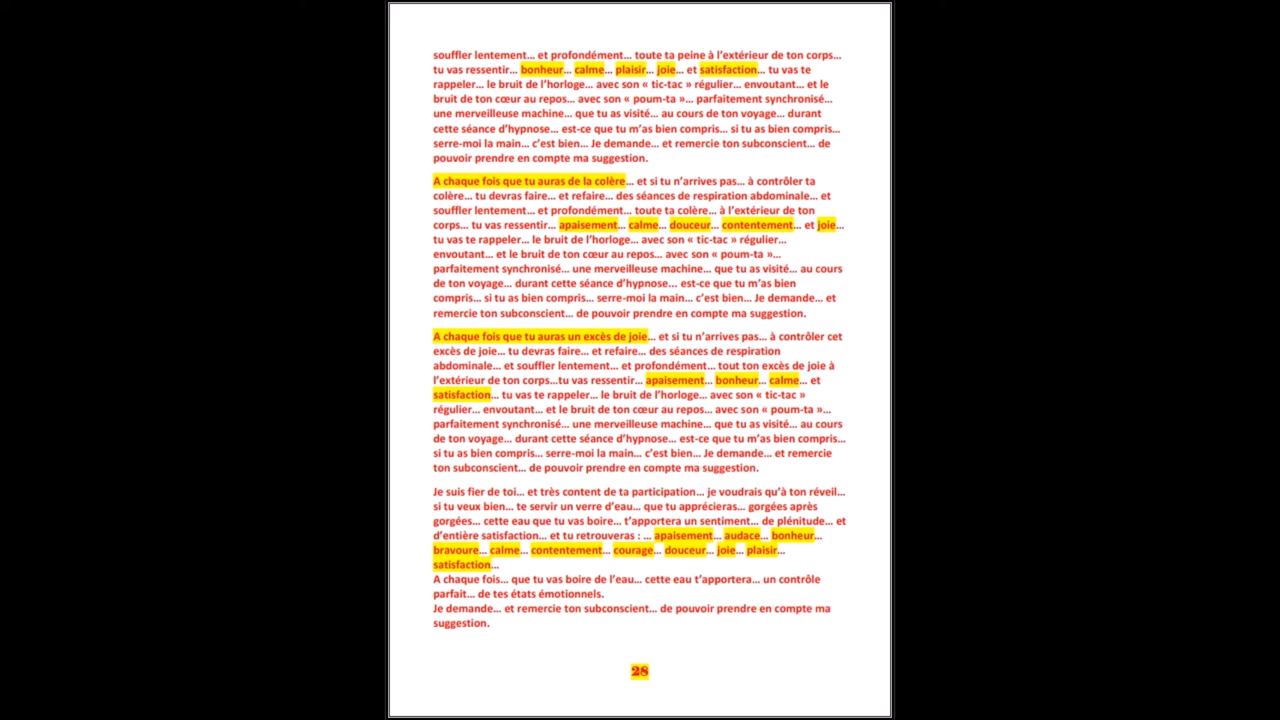 souffler lentement… et profondément… toute ta peine à l’extérieur de ton corps…
tu vas ressentir… bonheur… calme… plaisir… joie… et satisfaction… tu vas te
rappeler… le bruit de l’horloge… avec son « tic-tac » régulier… envoutant… et le
bruit de ton cœur au repos… avec son « poum-ta »… parfaitement synchronisé…
une merveilleuse machine… que tu as visité… au cours de ton voyage… durant
cette séance d’hypnose… est-ce que tu m’as bien compris… si tu as bien compris…
serre-moi la main… c’est bien… Je demande… et remercie ton subconscient… de
pouvoir prendre en compte ma suggestion.
A chaque fois que tu auras de la colère… et si tu n’arrives pas… à contrôler ta
colère… tu devras faire… et refaire… des séances de respiration abdominale… et
souffler lentement… et profondément… toute ta colère… à l’extérieur de ton
corps… tu vas ressentir… apaisement… calme… douceur… contentement… et joie…
tu vas te rappeler… le bruit de l’horloge… avec son « tic-tac » régulier…
envoutant… et le bruit de ton cœur au repos… avec son « poum-ta »…
parfaitement synchronisé… une merveilleuse machine… que tu as visité… au cours
de ton voyage… durant cette séance d’hypnose... est-ce que tu m’as bien
compris… si tu as bien compris… serre-moi la main… c’est bien… Je demande… et
remercie ton subconscient… de pouvoir prendre en compte ma suggestion.
A chaque fois que tu auras un excès de joie… et si tu n’arrives pas… à contrôler cet
excès de joie… tu devras faire… et refaire… des séances de respiration
abdominale… et souffler lentement… et profondément… tout ton excès de joie à
l’extérieur de ton corps…tu vas ressentir… apaisement… bonheur… calme… et
satisfaction… tu vas te rappeler… le bruit de l’horloge… avec son « tic-tac »
régulier… envoutant… et le bruit de ton cœur au repos… avec son « poum-ta »…
parfaitement synchronisé… une merveilleuse machine… que tu as visité… au cours
de ton voyage… durant cette séance d’hypnose… est-ce que tu m’as bien compris…
si tu as bien compris… serre-moi la main… c’est bien… Je demande… et remercie
ton subconscient… de pouvoir prendre en compte ma suggestion.
Je suis fier de toi… et très content de ta participation… je voudrais qu’à ton réveil…
si tu veux bien… te servir un verre d’eau… que tu apprécieras… gorgées après
gorgées… cette eau que tu vas boire… t’apportera un sentiment… de plénitude… et
d’entière satisfaction… et tu retrouveras : … apaisement… audace… bonheur…
bravoure… calme… contentement… courage… douceur… joie… plaisir…
satisfaction…
A chaque fois… que tu vas boire de l’eau… cette eau t’apportera… un contrôle
parfait… de tes états émotionnels.
Je demande… et remercie ton subconscient… de pouvoir prendre en compte ma
suggestion.
28